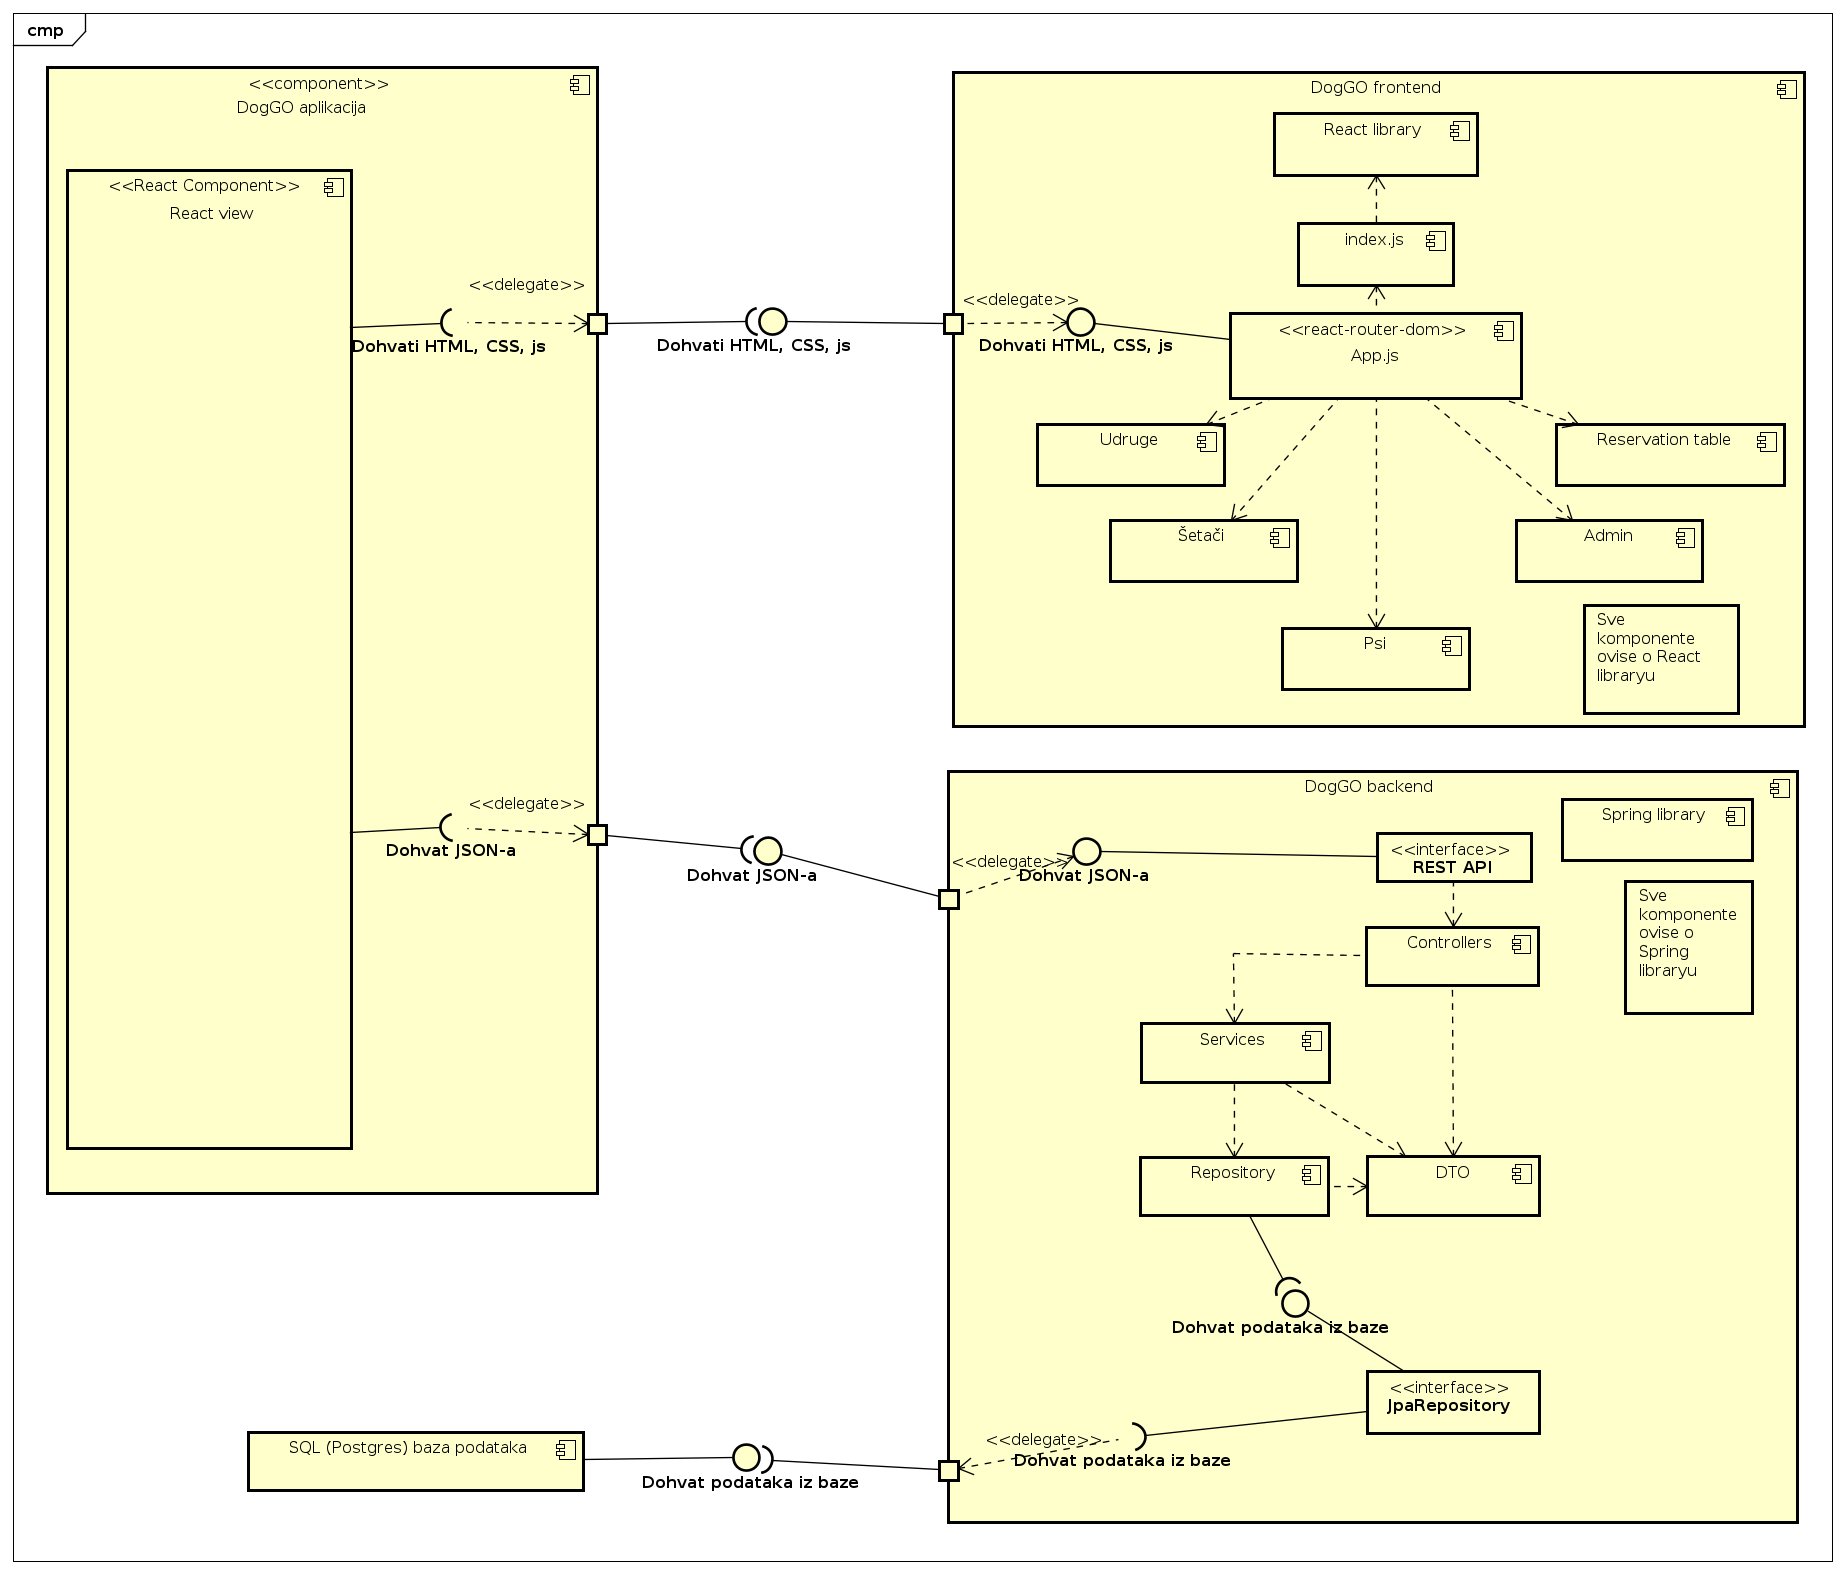 cmp
<<component>>
DogGO aplikacija
<<React Component>>
React view
<<delegate>>
Dohvati HTML, CSS, js
Dohvati HTML, CSS, js
<<delegate>>
Dohvati HTML, CSS, js
DogGO frontend
React library
index.js
<<react-router-dom>>
App.js
Udruge
Reservation table
Šetači
Admin
Psi
Sve
komponente
ovise o React
libraryu
<<delegate>>
Dohvat JSON-a
Dohvat JSON-a
DogGO backend
<<delegate>>
Dohvat JSON-a
<<interface>>
REST API
Spring library
Sve
komponente
ovise o
Spring
libraryu
Controllers
Services
Repository
DTO
Dohvat podataka iz baze
<<interface>>
JpaRepository
<<delegate>>
Dohvat podataka iz baze
SQL (Postgres) baza podataka
Dohvat podataka iz baze